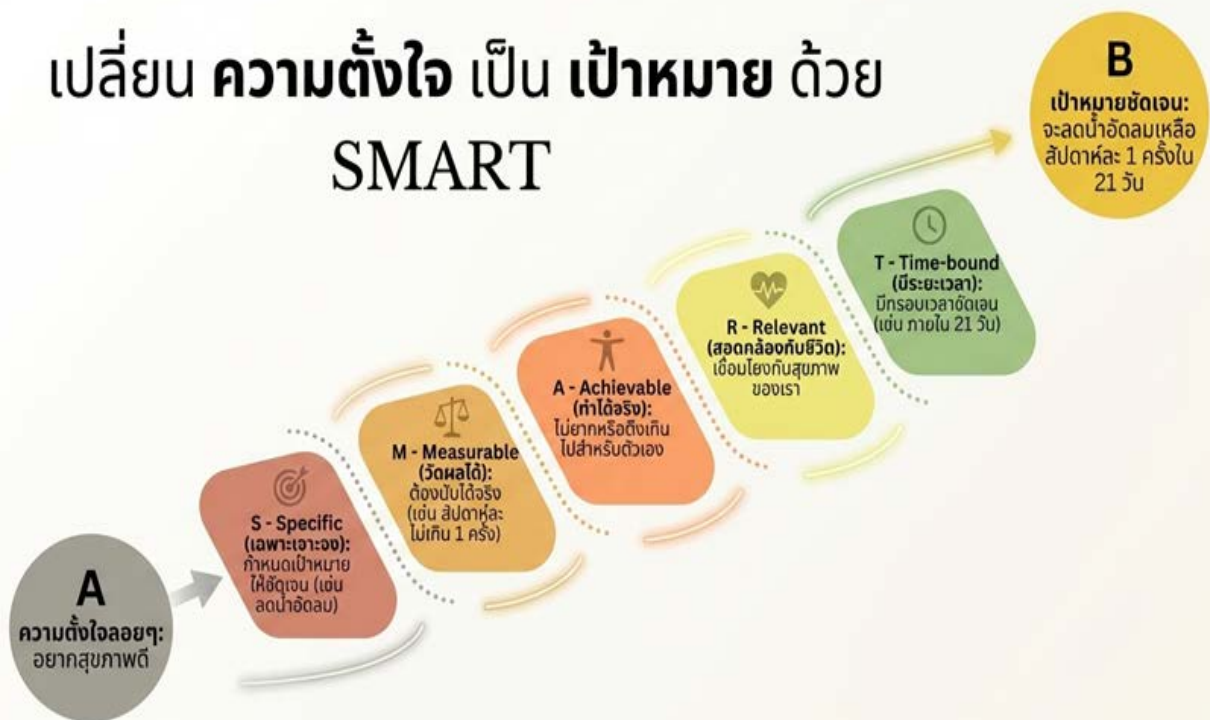 เปลี่ยน ความตั้งใจ เป็น เป้าหมาย ด้วย
SMART
A
ความตั้งใจลอยๆ:
อยากสุขภาพดี
S - Specific
(เฉพาะเจาะจง):
กำหนดเป้าหมาย
ให้ชัดเจน (เช่น
ลดน้ำอัดลม)
M - Measurable
(วัดผลได้):
ต้องนับได้จริง
(เช่น สัปดาห์ละ
ไม่เกิน 1 ครั้ง)
A - Achievable
(ทำได้จริง):
ไม่ยากหรือตึงเกิน
ไปสำหรับตัวเอง
R - Relevant
(สอดคล้องกับชีวิต):
เชื่อมโยงกับสุขภาพ
ของเรา
T - Time-bound
(มีระยะเวลา):
มีกรอบเวลาชัดเจน
(เช่น ภายใน 21 วัน)
B
เป้าหมายชัดเจน:
จะลดน้ำอัดลมเหลือ
สัปดาห์ละ 1 ครั้งใน
21 วัน